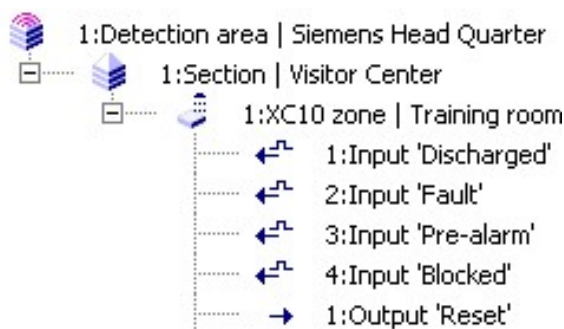 1:Detection area | Siemens Head Quarter
1:Section | Visitor Center
1:XC10 zone | Training room
1:Input 'Discharged'
2:Input 'Fault'
3:Input 'Pre-alarm'
4:Input 'Blocked'
1:Output 'Reset'